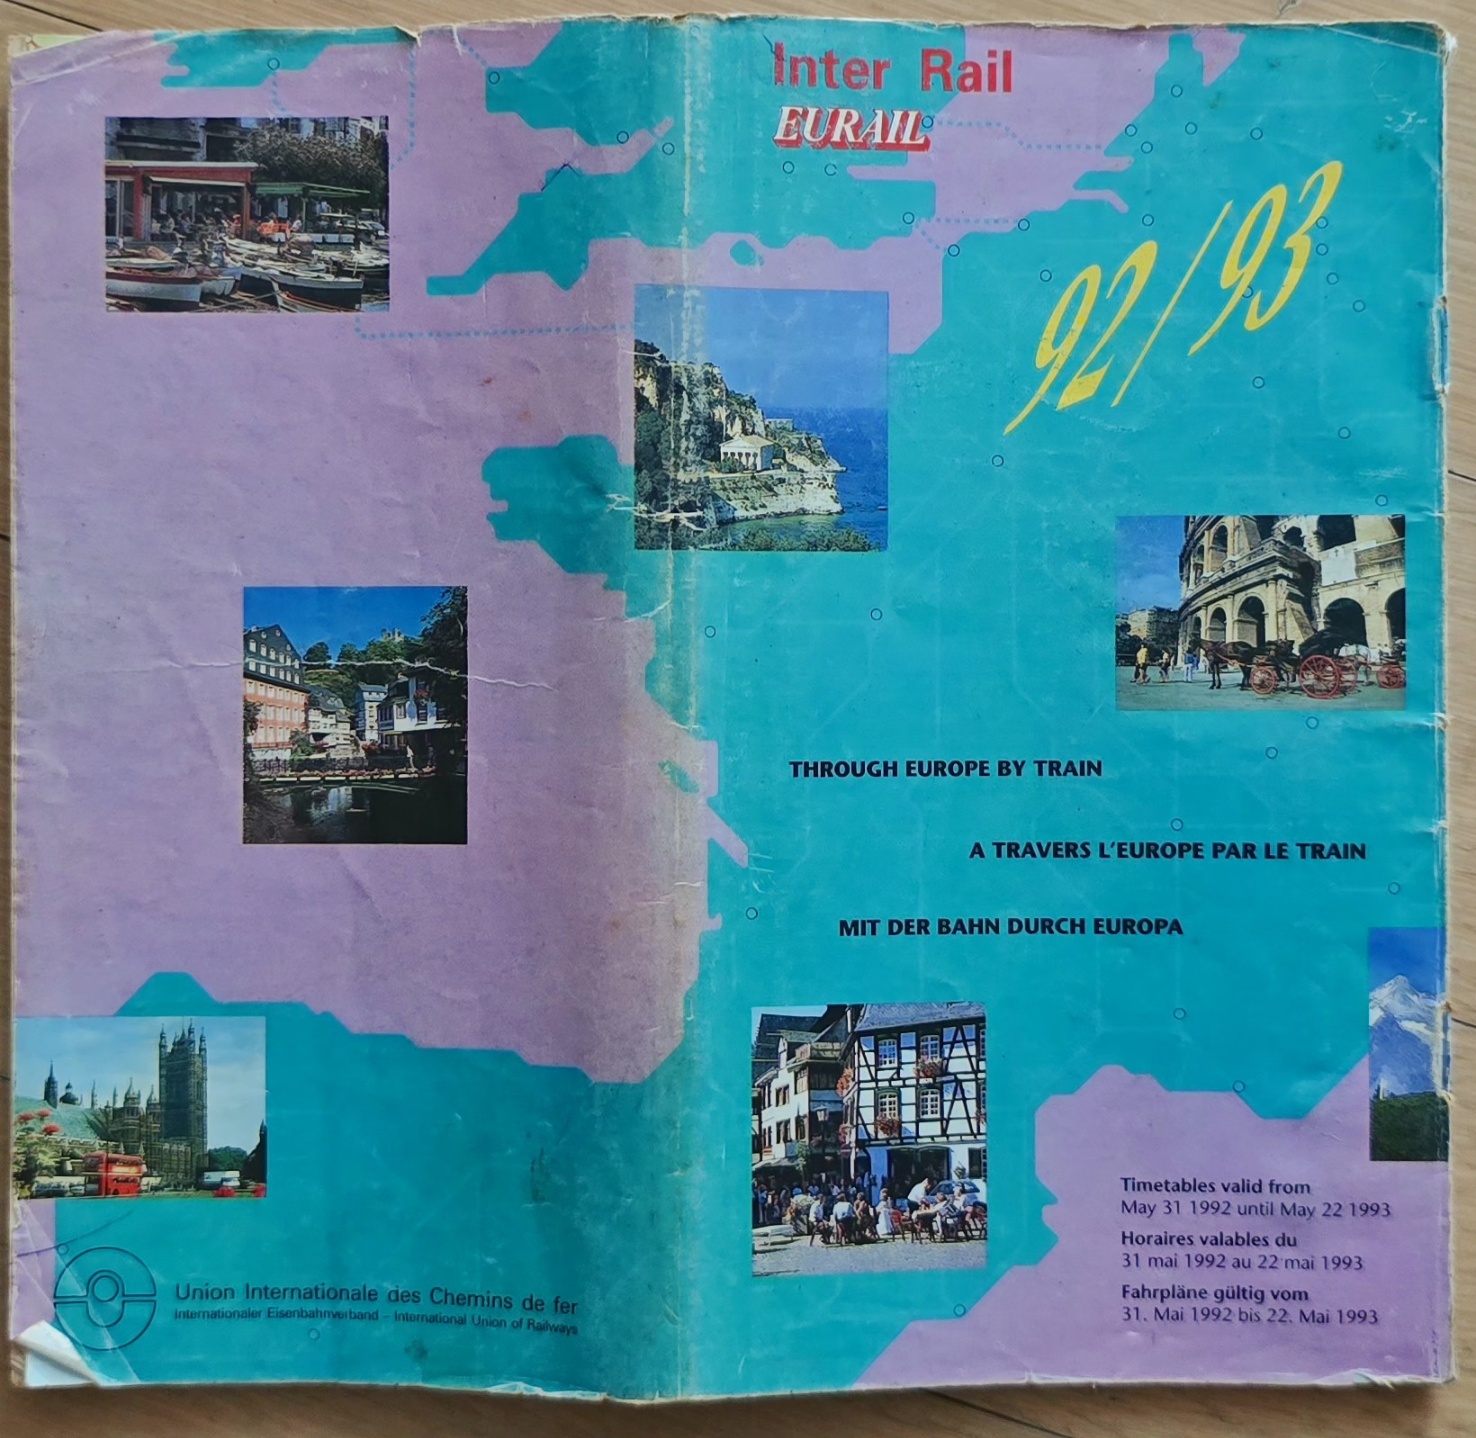 Inter Rail
EURAIL
92/93
THROUGH EUROPE BY TRAIN
A TRAVERS L'EUROPE PAR LE TRAIN
MIT DER BAHN DURCH EUROPA
Timetables valid from
May 31 1992 until May 22 1993
Horaires valables du
31 mai 1992 au 22 mai 1993
Fahrpläne gültig vom
31. Mai 1992 bis 22. Mai 1993
Union Internationale des Chemins de fer
Internationaler Eisenbahnverband – International Union of Railways